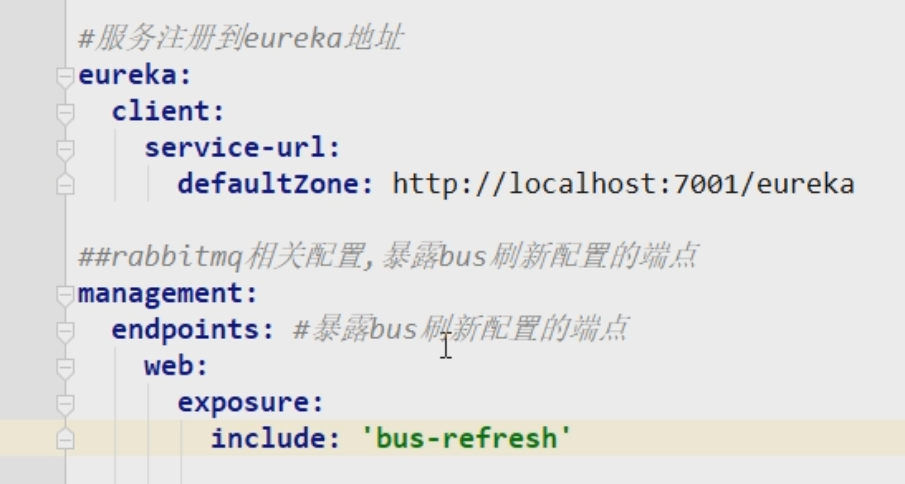 #服务注册到eureka地址
eureka:
  client:
    service-url:
      defaultZone: http://localhost:7001/eureka
##rabbitmq相关配置,暴露bus刷新配置的端点
management:
  endpoints: #暴露bus刷新配置的端点
    web:
      exposure:
        include: 'bus-refresh'